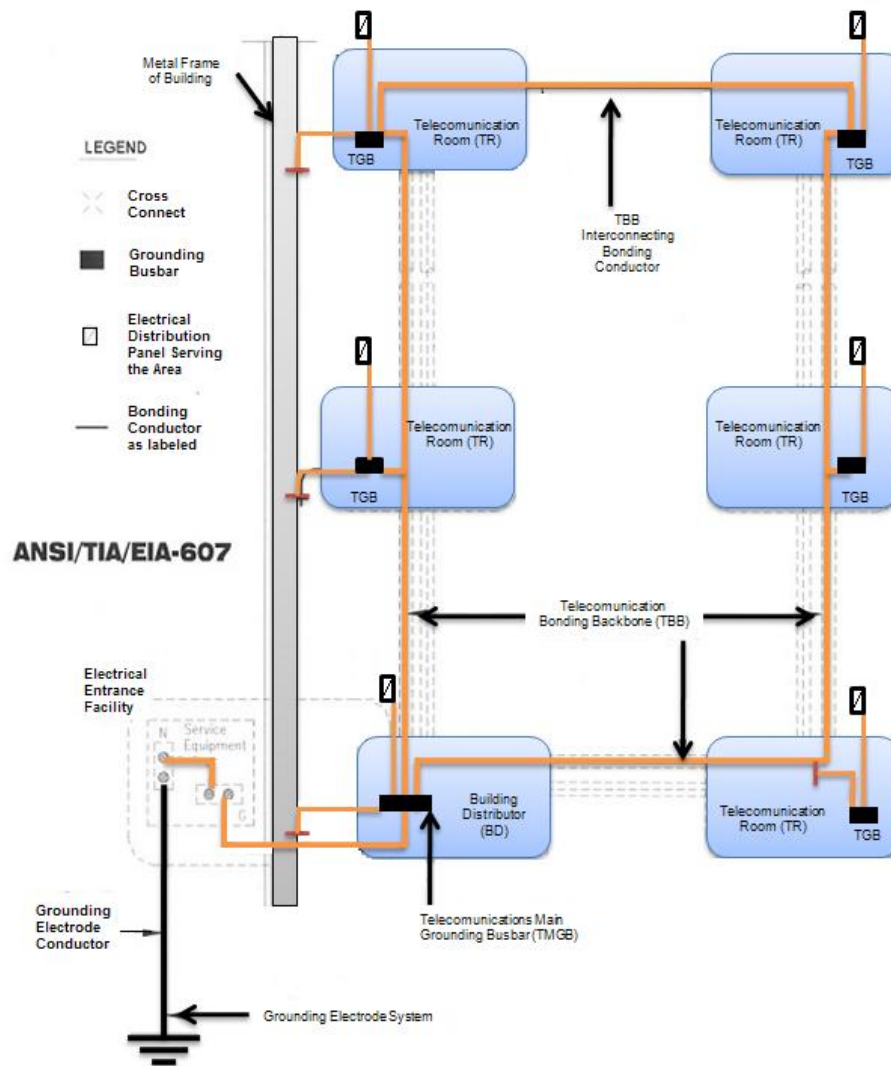 Metal Frame
of Building
LEGEND
Cross
Connect
Grounding
Busbar
Electrical
Distribution
Panel Serving
the Area
Bonding
Conductor
as labeled
ANSI/TIA/EIA-607
Telecomunication
Room (TR)
TGB
Telecomunication
Room (TR)
TGB
TBB
Interconnecting
Bonding
Conductor
Telecomunication
Room (TR)
TGB
Telecomunication
Room (TR)
TGB
Telecomunication
Bonding Backbone (TBB)
Electrical
Entrance
Facility
N
Service
Equipment
G
Building
Distributor
(BD)
Telecomunication
Room (TR)
TGB
Telecomunications Main
Grounding Busbar (TMGB)
Grounding
Electrode
Conductor
Grounding Electrode System